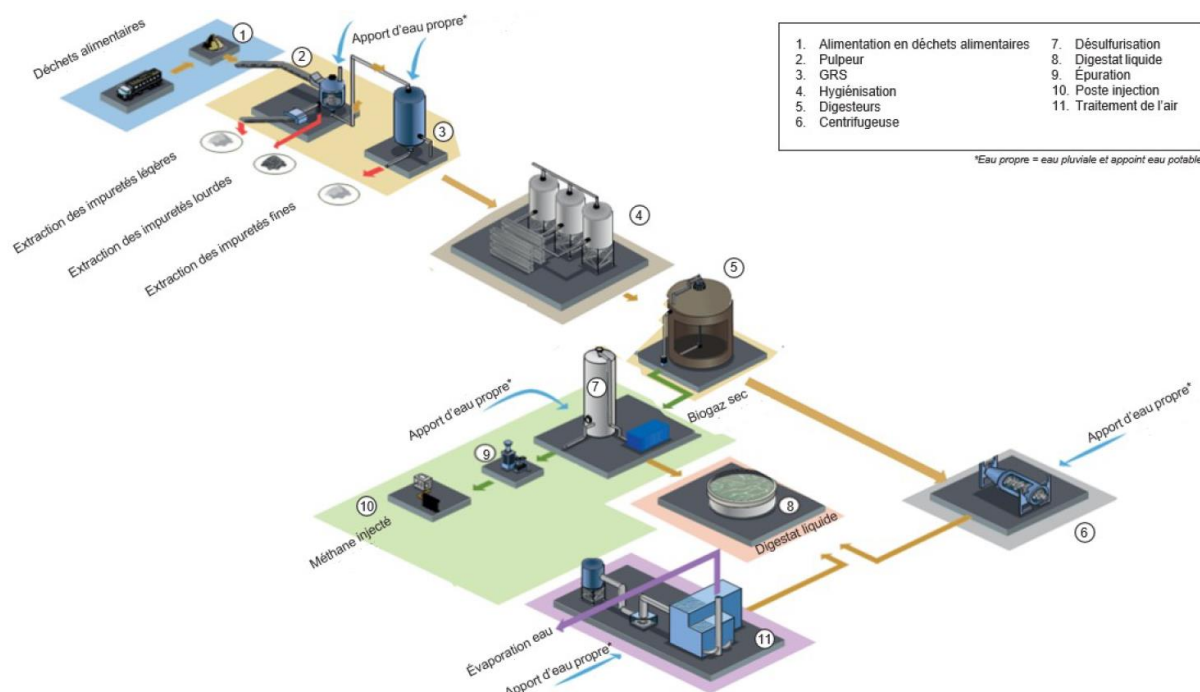 Déchets alimentaires
1
2
Apport d'eau propre*
3
1. Alimentation en déchets alimentaires
2. Pulpeur
3. GRS
4. Hygiénisation
5. Digesteurs
6. Centrifugeuse
7. Désulfurisation
8. Digestat liquide
9. Épuration
10. Poste injection
11. Traitement de l'air
*Eau propre = eau pluviale et appoint eau potable
Extraction des impuretés légères
Extraction des impuretés lourdes
Extraction des impuretés fines
4
5
Apport d'eau propre*
7
Biogaz sec
Apport d'eau propre*
9
10
Méthane injecté
8
Digestat liquide
6
Évaporation eau
11
Apport d'eau propre*